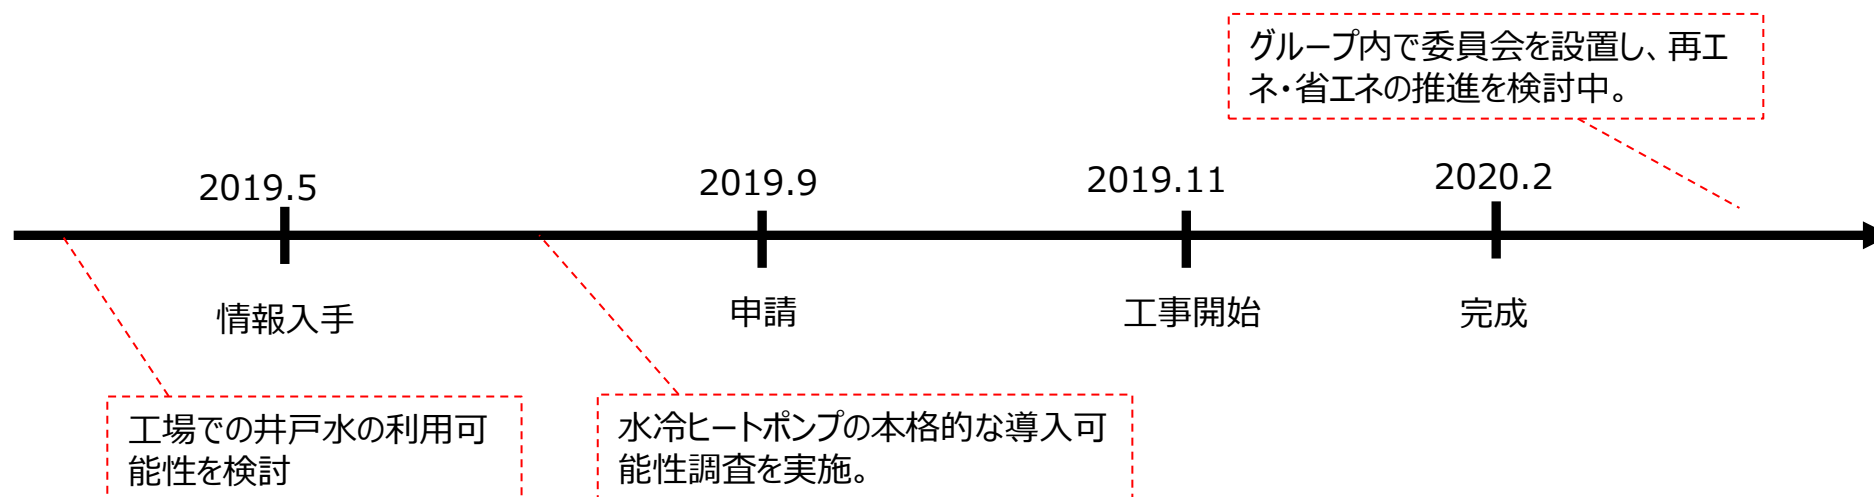 グループ内で委員会を設置し、再エ
ネ・省エネの推進を検討中。
2019.5
2019.9
2019.11
2020.2
情報入手
申請
工事開始
完成
工場での井戸水の利用可
能性を検討
水冷ヒートポンプの本格的な導入可
能性調査を実施。